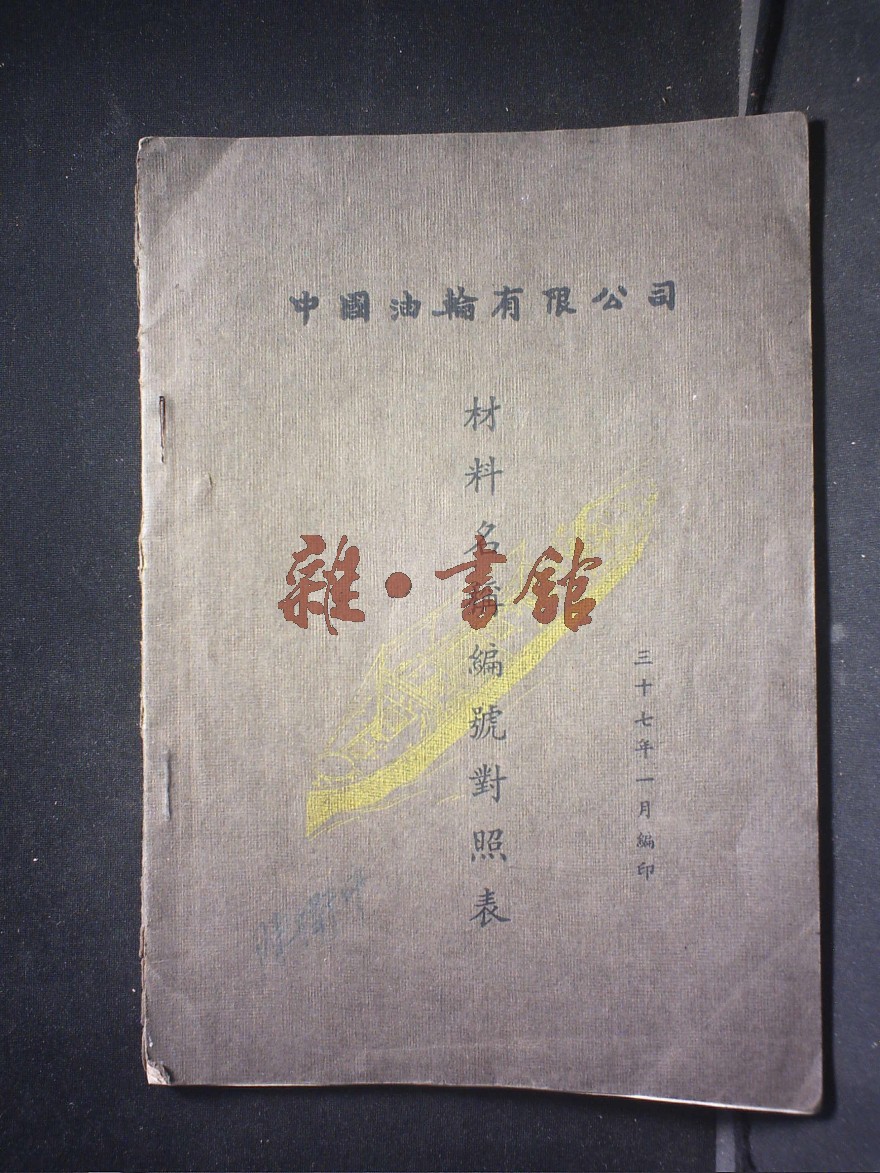 中國油輪有限公司
材料名稱編號對照表
三十七年一月編印
雜·書館